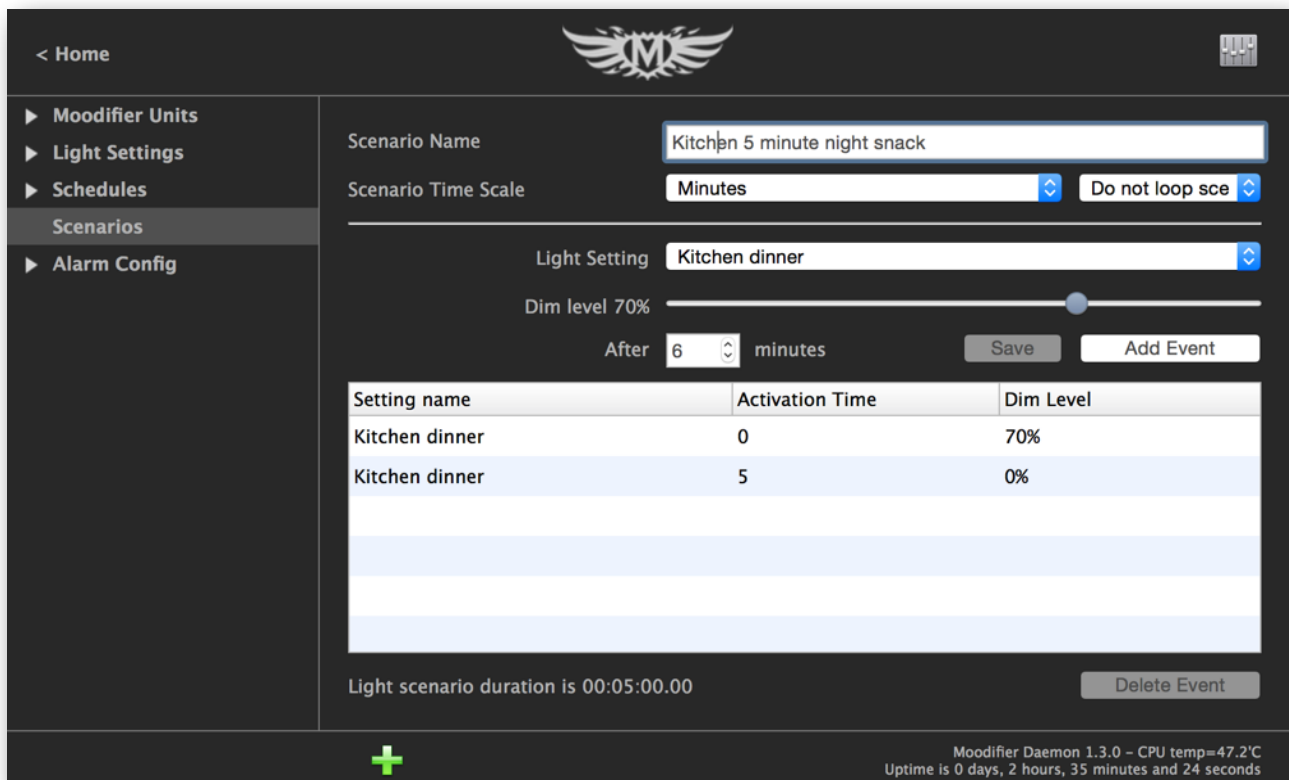 < Home
M
Moodifier Units
Light Settings
Schedules
Scenarios
Alarm Config
Scenario Name Kitchen 5 minute night snack
Scenario Time Scale Minutes Do not loop sce
Light Setting Kitchen dinner
Dim level 70%
After 6 minutes Save Add Event
Setting name Activation Time Dim Level
Kitchen dinner 0 70%
Kitchen dinner 5 0%
Light scenario duration is 00:05:00.00 Delete Event
Moodifier Daemon 1.3.0 – CPU temp=47.2'C
Uptime is 0 days, 2 hours, 35 minutes and 24 seconds